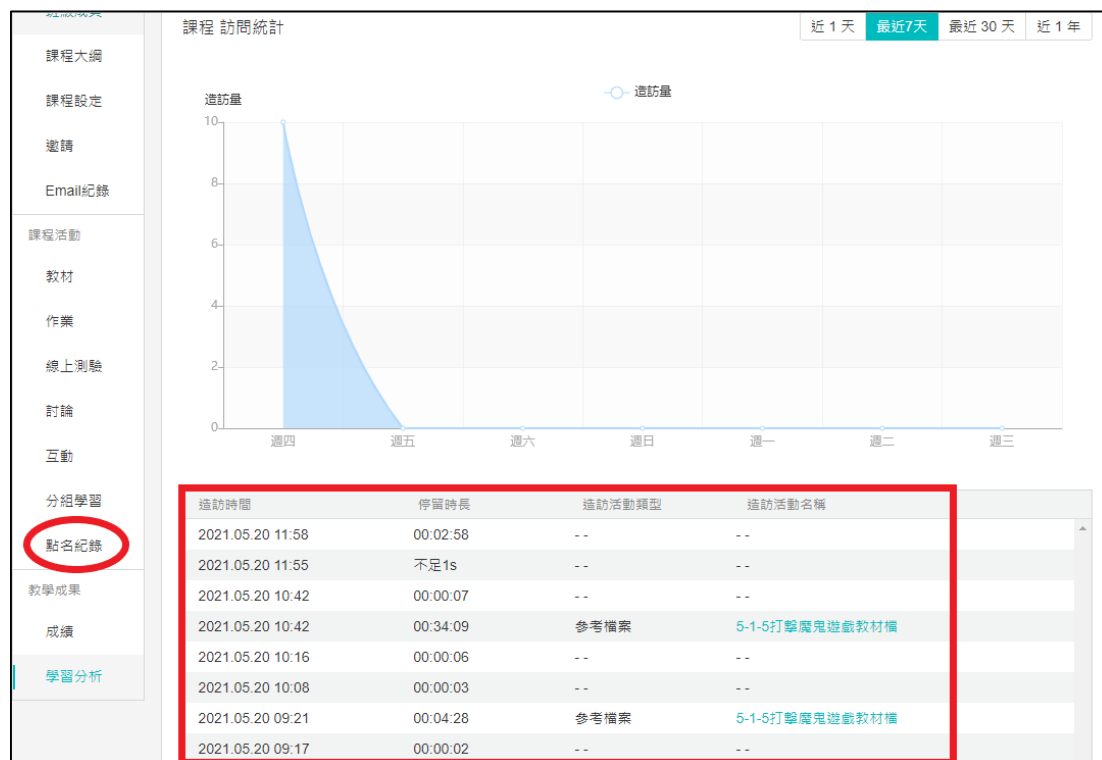 課程大綱
課程設定
邀請
Email紀錄
課程活動
教材
作業
線上測驗
討論
互動
分組學習
點名紀錄
教學成果
成績
學習分析
課程 訪問統計
近 1 天 最近7天 最近 30 天 近 1 年
造訪量
造訪量
10
8
6
4
2
0
週四 週五 週六 週日 週一 週二 週三
造訪時間 停留時長 造訪活動類型 造訪活動名稱
2021.05.20 11:58 00:02:58 - - - -
2021.05.20 11:55 不足1s - - - -
2021.05.20 10:42 00:00:07 - - - -
2021.05.20 10:42 00:34:09 參考檔案 5-1-5打擊魔鬼遊戲教材檔
2021.05.20 10:16 00:00:06 - - - -
2021.05.20 10:08 00:00:03 - - - -
2021.05.20 09:21 00:04:28 參考檔案 5-1-5打擊魔鬼遊戲教材檔
2021.05.20 09:17 00:00:02 - - - -